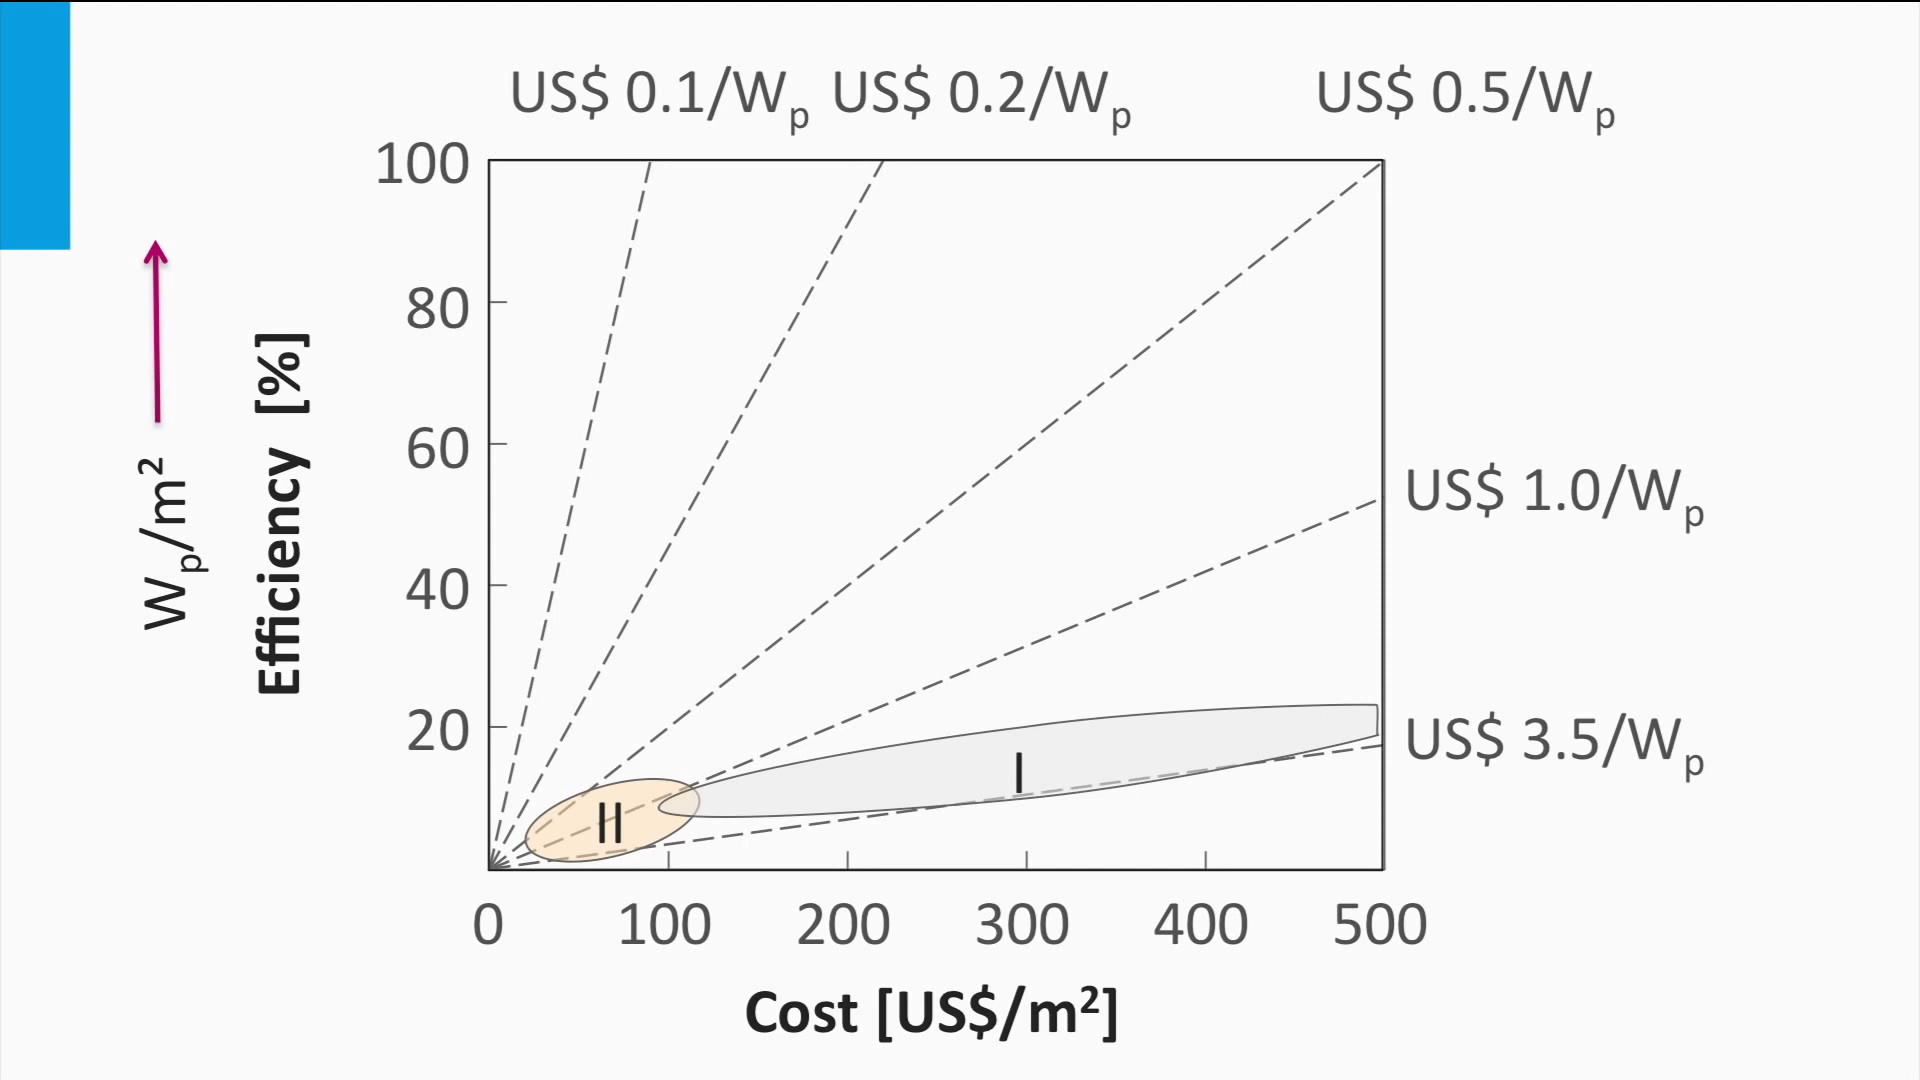 US$ 0.1/Wp US$ 0.2/Wp US$ 0.5/Wp
100
80
60
40
20
Wp/m²
Efficiency [%]
US$ 1.0/Wp
US$ 3.5/Wp
I
II
0 100 200 300 400 500
Cost [US$/m²]